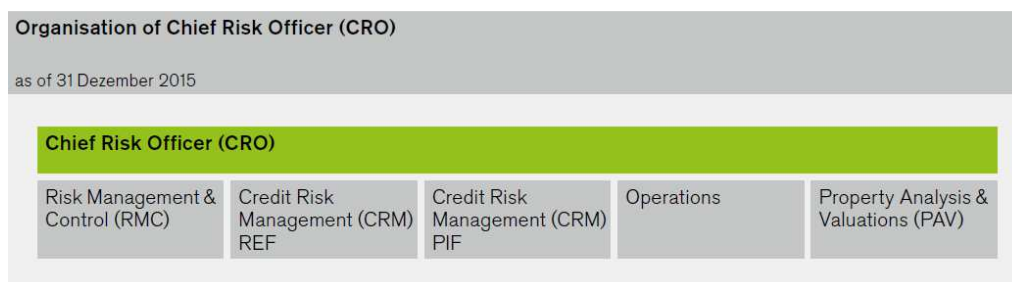 Organisation of Chief Risk Officer (CRO)
as of 31 Dezember 2015
Chief Risk Officer (CRO)
Risk Management &
Control (RMC)
Credit Risk
Management (CRM)
REF
Credit Risk
Management (CRM)
PIF
Operations
Property Analysis &
Valuations (PAV)